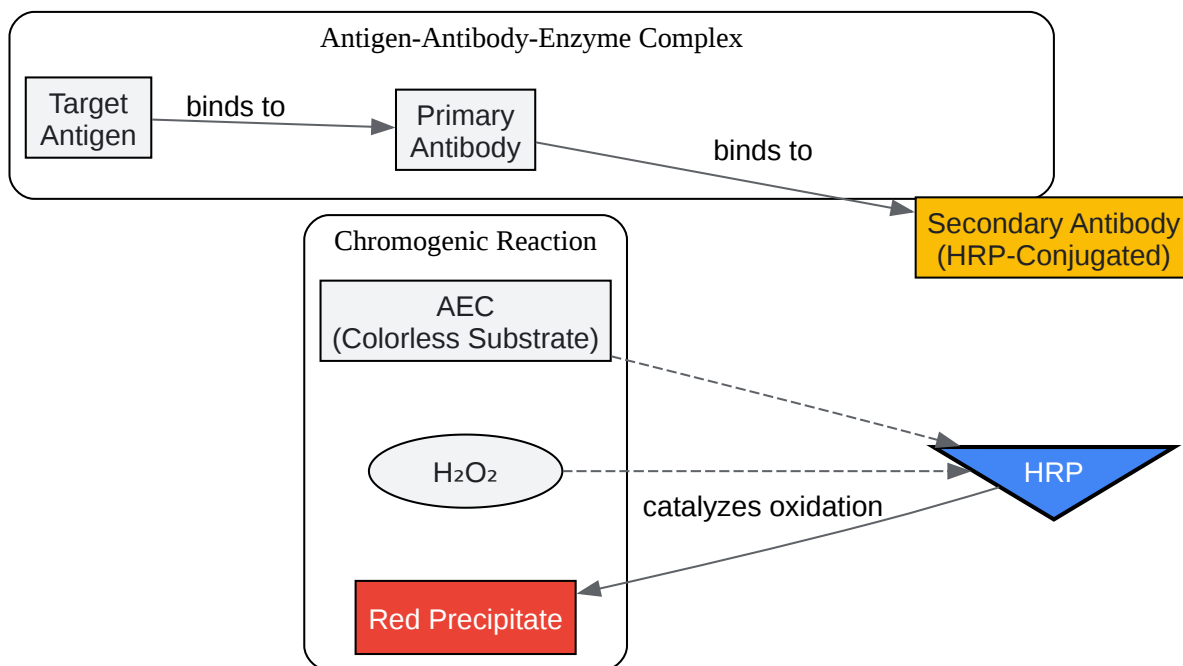 Antigen-Antibody-Enzyme Complex
Target
Antigen
binds to
Primary
Antibody
binds to
Secondary Antibody
(HRP-Conjugated)
Chromogenic Reaction
AEC
(Colorless Substrate)
H₂O₂
HRP
catalyzes oxidation
Red Precipitate